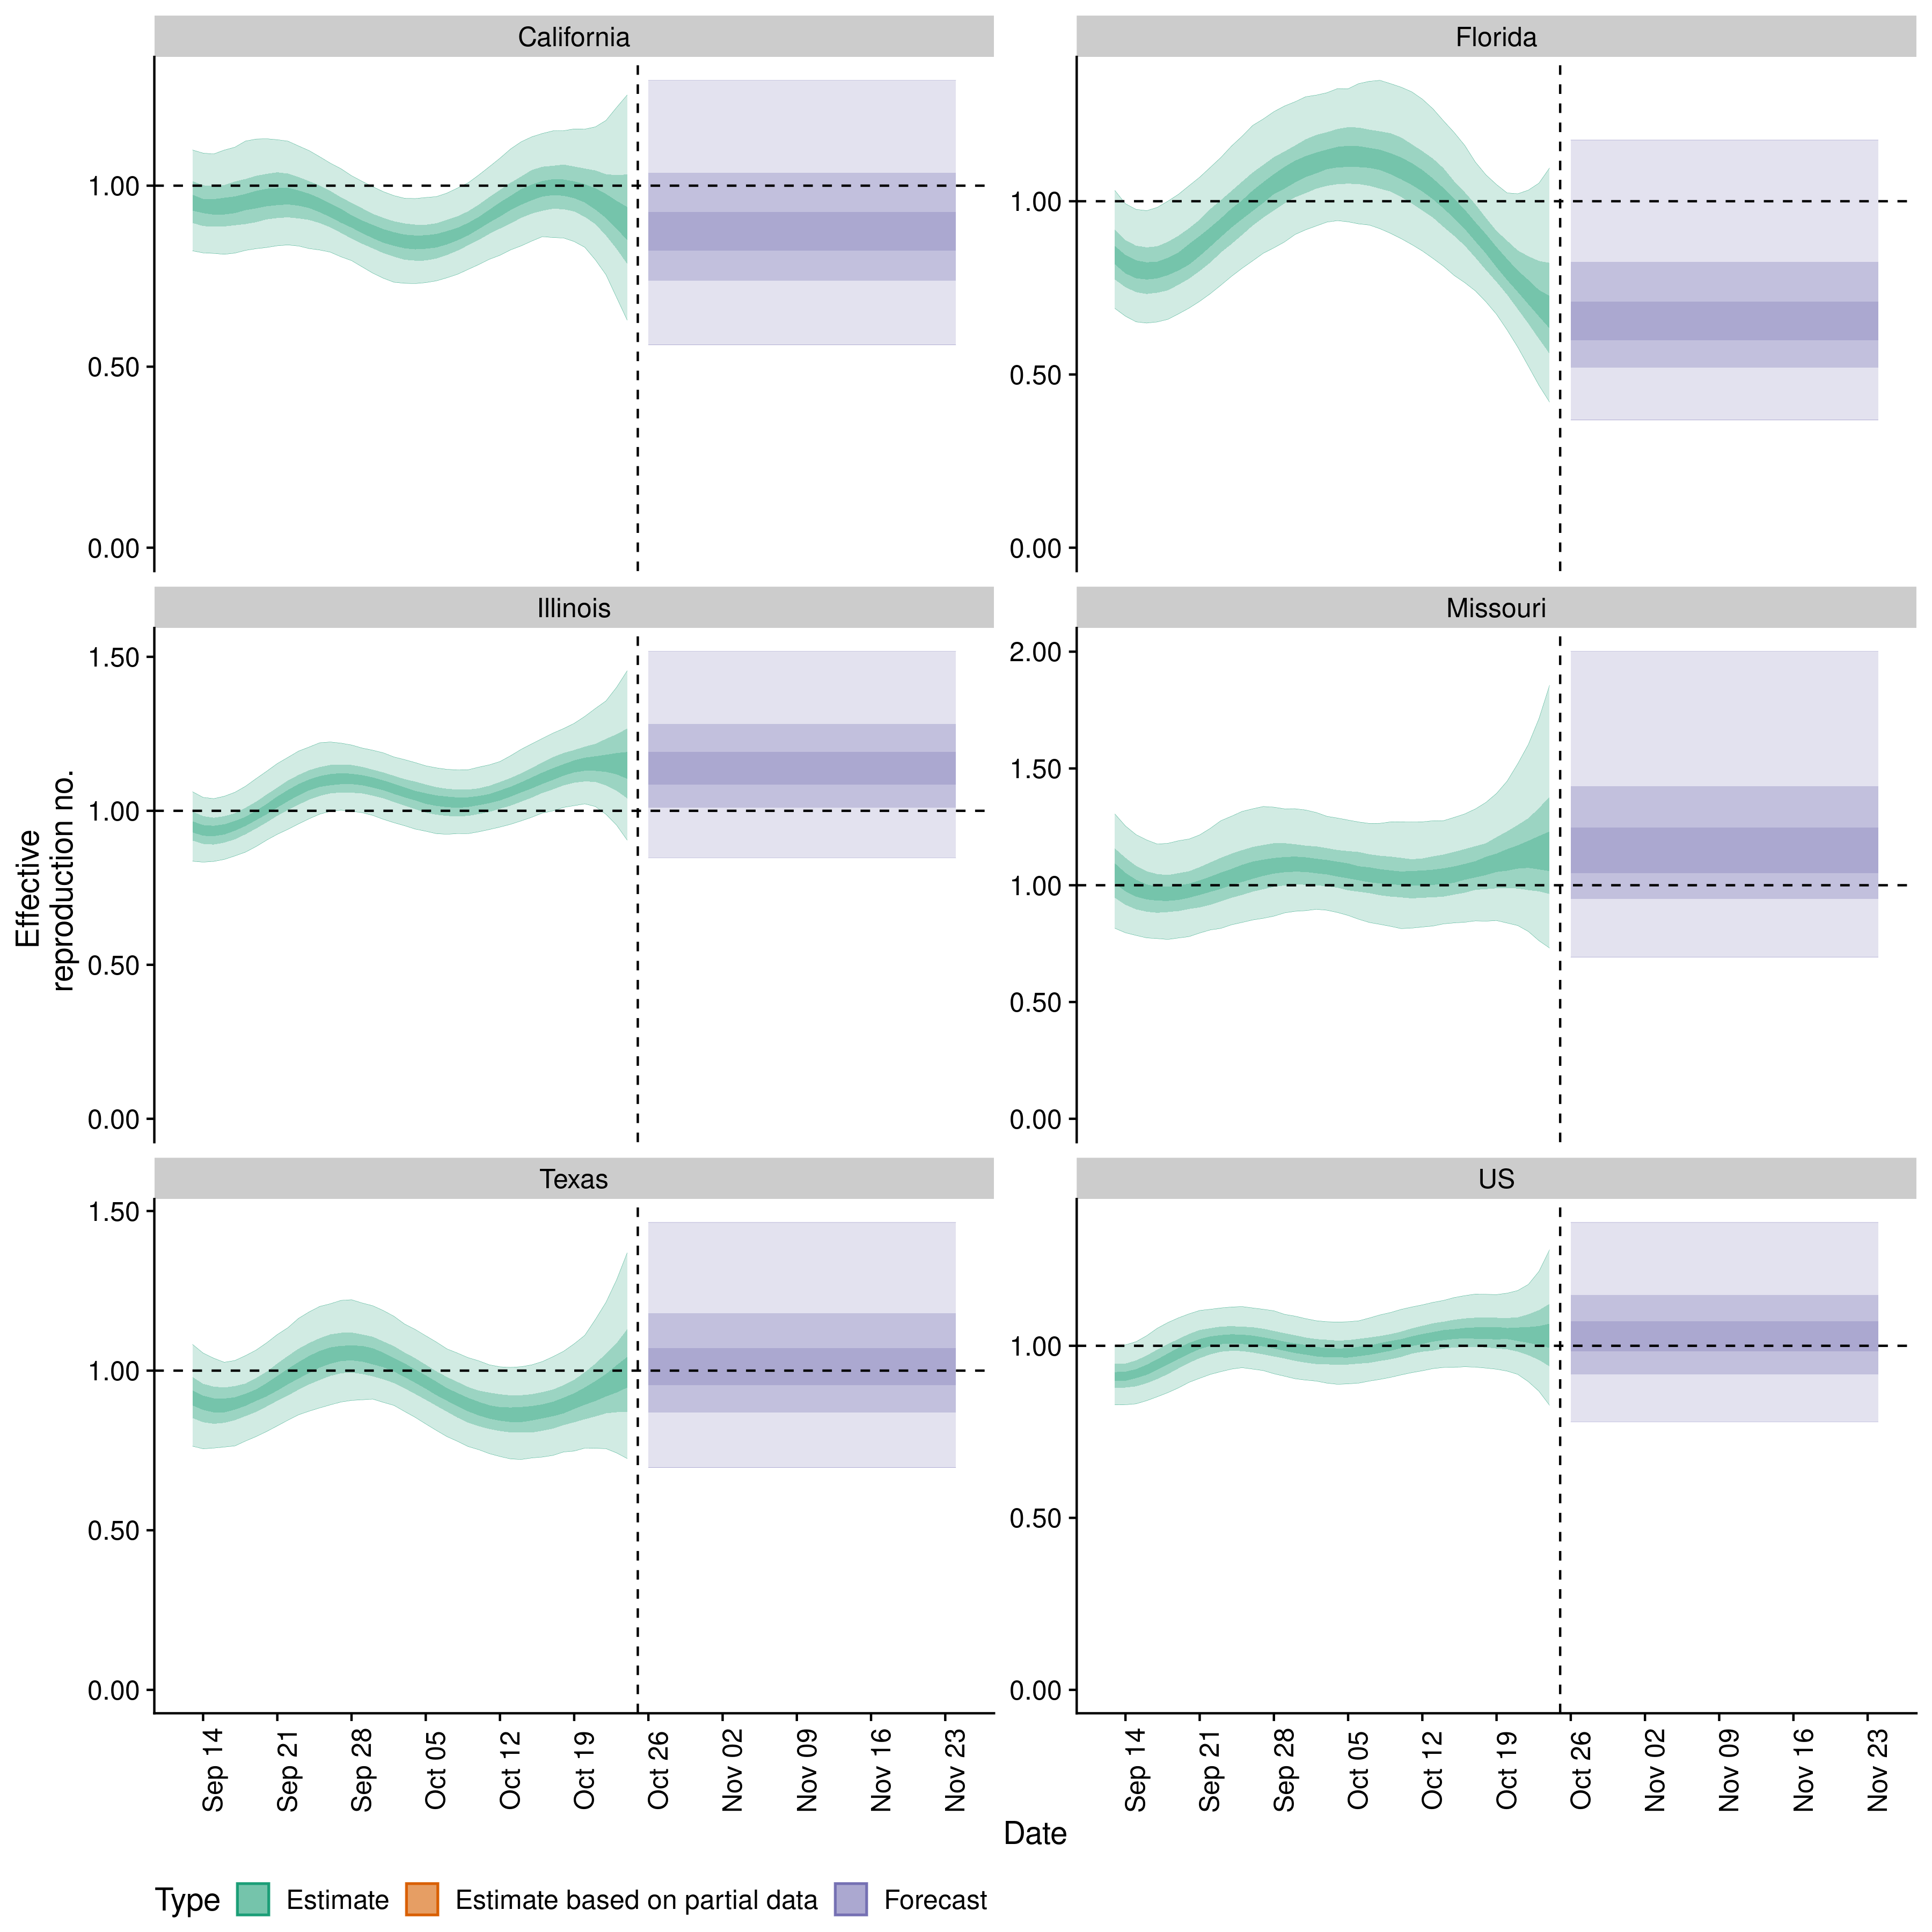 California
Florida
1.00
0.50
0.00
1.00
0.50
0.00
Illinois
Missouri
1.50
1.00
0.50
0.00
2.00
1.50
1.00
0.50
0.00
Texas
US
1.50
1.00
0.50
0.00
1.00
0.50
0.00
Effective
reproduction no.
Sep 14
Sep 21
Sep 28
Oct 05
Oct 12
Oct 19
Oct 26
Nov 02
Nov 09
Nov 16
Nov 23
Sep 14
Sep 21
Sep 28
Oct 05
Oct 12
Oct 19
Oct 26
Nov 02
Nov 09
Nov 16
Nov 23
Date
Type Estimate Estimate based on partial data Forecast